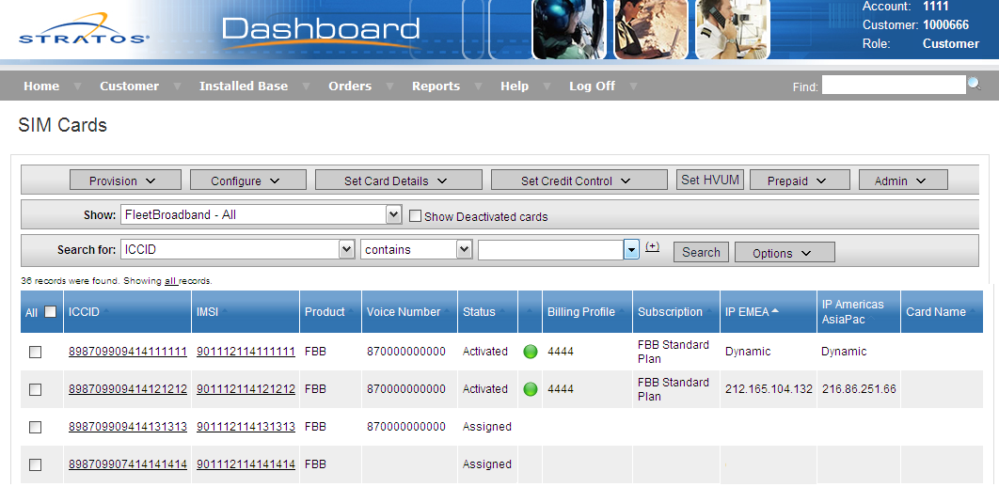 STRATOS®
Dashboard
Account: 1111
Customer: 1000666
Role: Customer
Home Customer Installed Base Orders Reports Help Log Off Find:
SIM Cards
Provision Configure Set Card Details Set Credit Control Set HVUM Prepaid Admin
Show: FleetBroadband - All Show Deactivated cards
Search for: ICCID contains (+) Search Options
36 records were found. Showing all records.
All ICCID IMSI Product Voice Number Status Billing Profile Subscription IP EMEA IP Americas AsiaPac Card Name
898709909414111111 901112114111111 FBB 870000000000 Activated 4444 FBB Standard Plan Dynamic Dynamic
898709909414121212 901112114121212 FBB 870000000000 Activated 4444 FBB Standard Plan 212.165.104.132 216.86.251.66
898709909414131313 901112114131313 FBB 870000000000 Assigned
898709907414141414 901112114141414 FBB Assigned